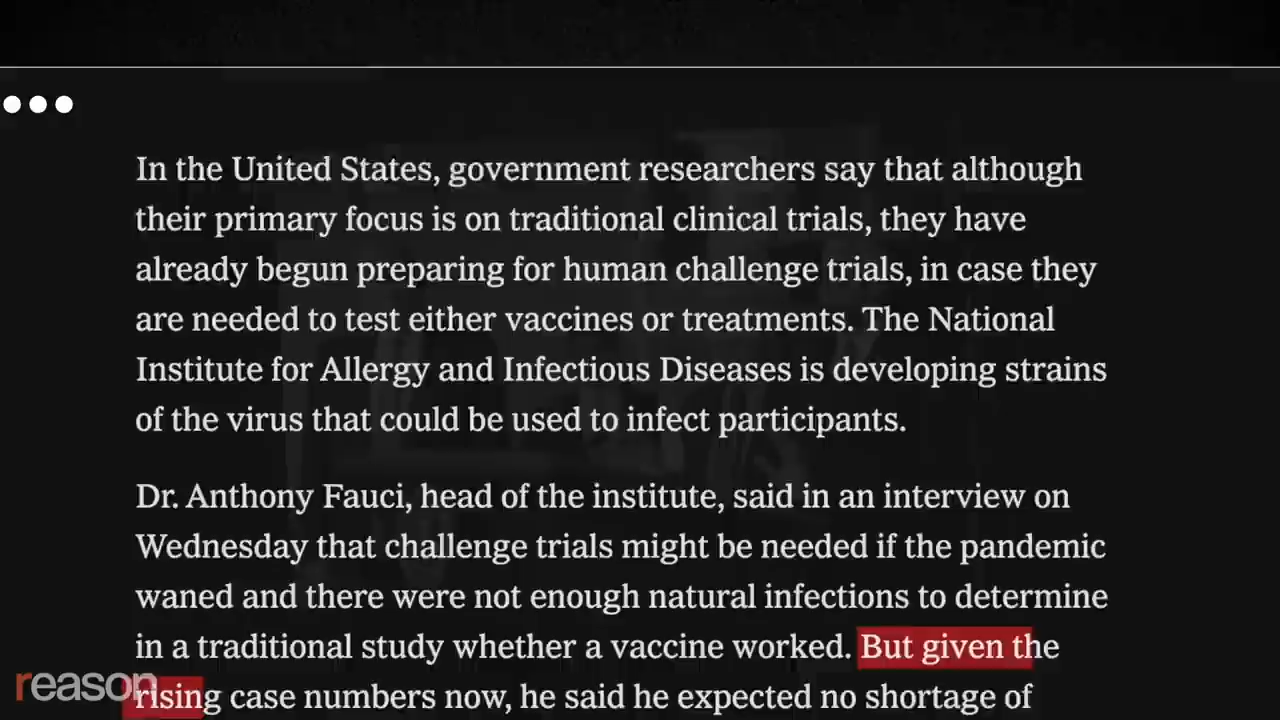 In the United States, government researchers say that although
their primary focus is on traditional clinical trials, they have
already begun preparing for human challenge trials, in case they
are needed to test either vaccines or treatments. The National
Institute for Allergy and Infectious Diseases is developing strains
of the virus that could be used to infect participants.
Dr. Anthony Fauci, head of the institute, said in an interview on
Wednesday that challenge trials might be needed if the pandemic
waned and there were not enough natural infections to determine
in a traditional study whether a vaccine worked. But given the
rising case numbers now, he said he expected no shortage of
reason